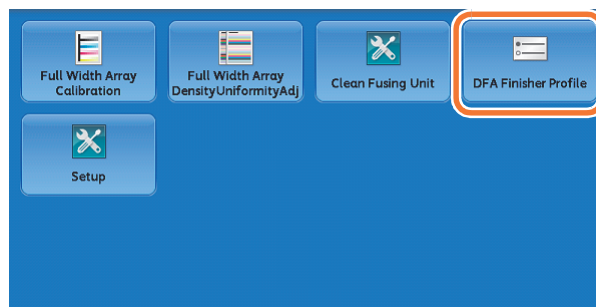 Full Width Array
Calibration
Full Width Array
DensityUniformityAdj
Clean Fusing Unit
DFA Finisher Profile
Setup